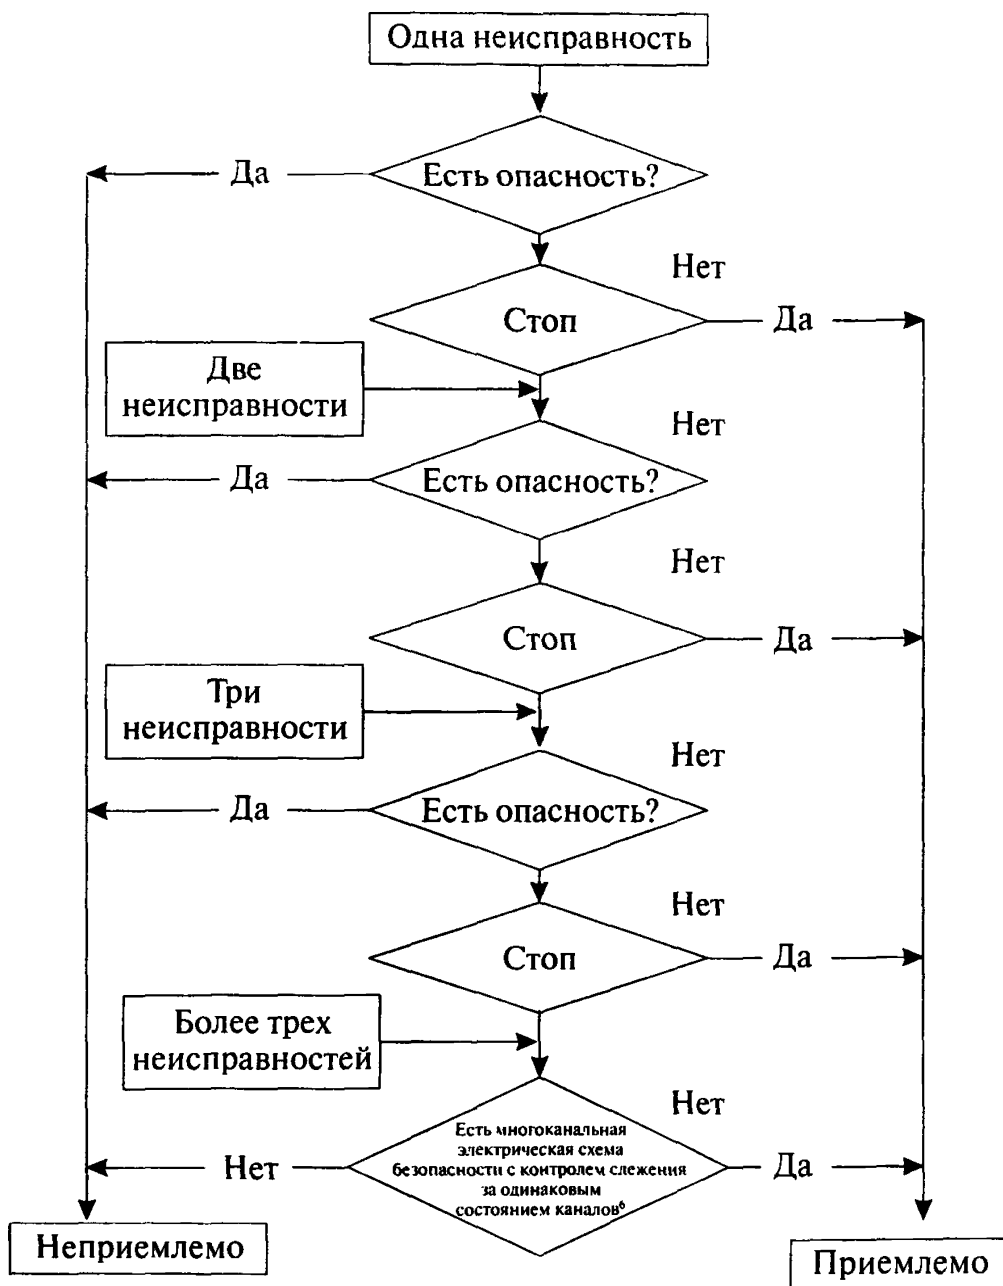 Одна неисправность
Да
Есть опасность?
Нет
Стоп
Да
Две
неисправности
Нет
Да
Есть опасность?
Нет
Стоп
Да
Три
неисправности
Нет
Да
Есть опасность?
Нет
Стоп
Да
Более трех
неисправностей
Нет
Есть многоканальная
электрическая схема
безопасности с контролем слежения
за одинаковым
состоянием каналов⁶
Нет
Да
Неприемлемо
Приемлемо